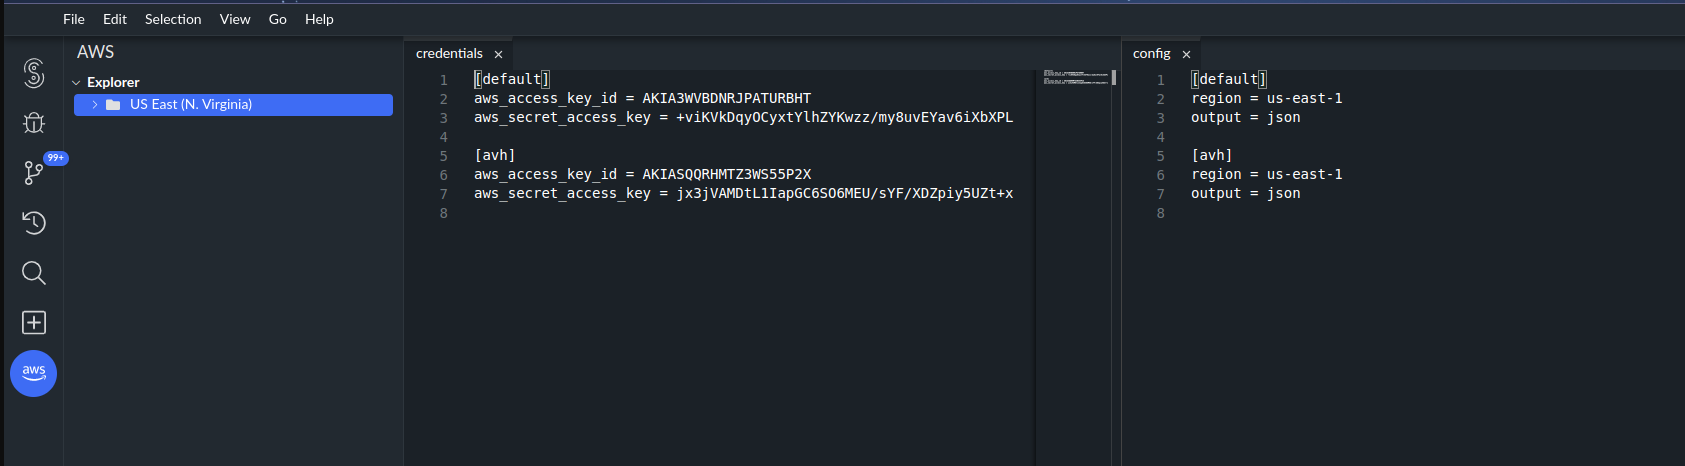 File Edit Selection View Go Help
AWS
Explorer
US East (N. Virginia)
99+
aws
credentials ×
1 [default]
2 aws_access_key_id = AKIA3WVBDNRJPATURBHT
3 aws_secret_access_key = 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
4
5 [avh]
6 aws_access_key_id = AKIASQQRHMTZ3WS55P2X
7 aws_secret_access_key = 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
8
config ×
1 [default]
2 region = us-east-1
3 output = json
4
5 [avh]
6 region = us-east-1
7 output = json
8